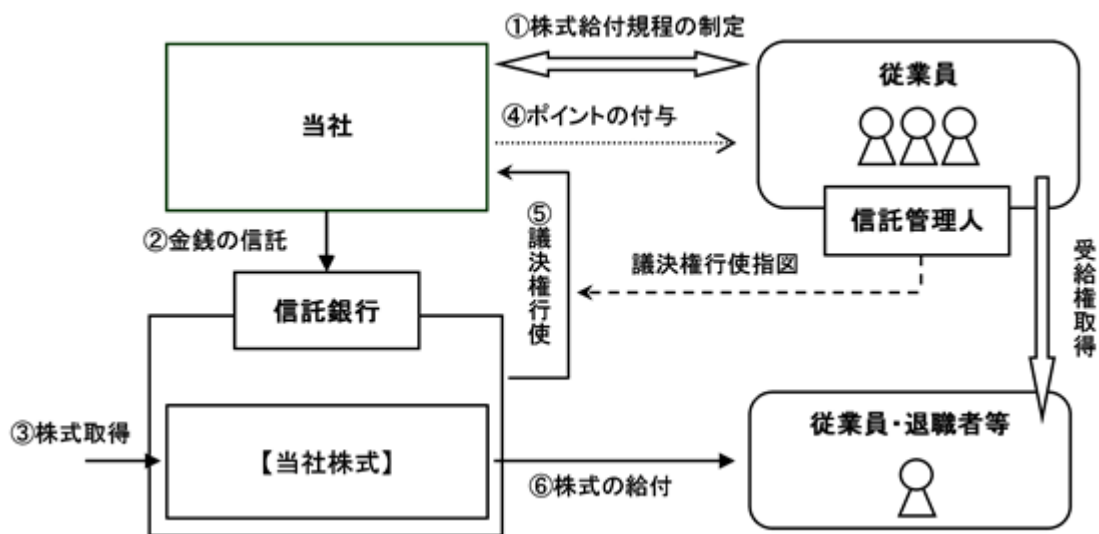 ①株式給付規程の制定
当社
従業員
④ポイントの付与
信託管理人
②金銭の信託
⑤議決権行使
議決権行使指図
受給権取得
信託銀行
③株式取得
【当社株式】
⑥株式の給付
従業員・退職者等